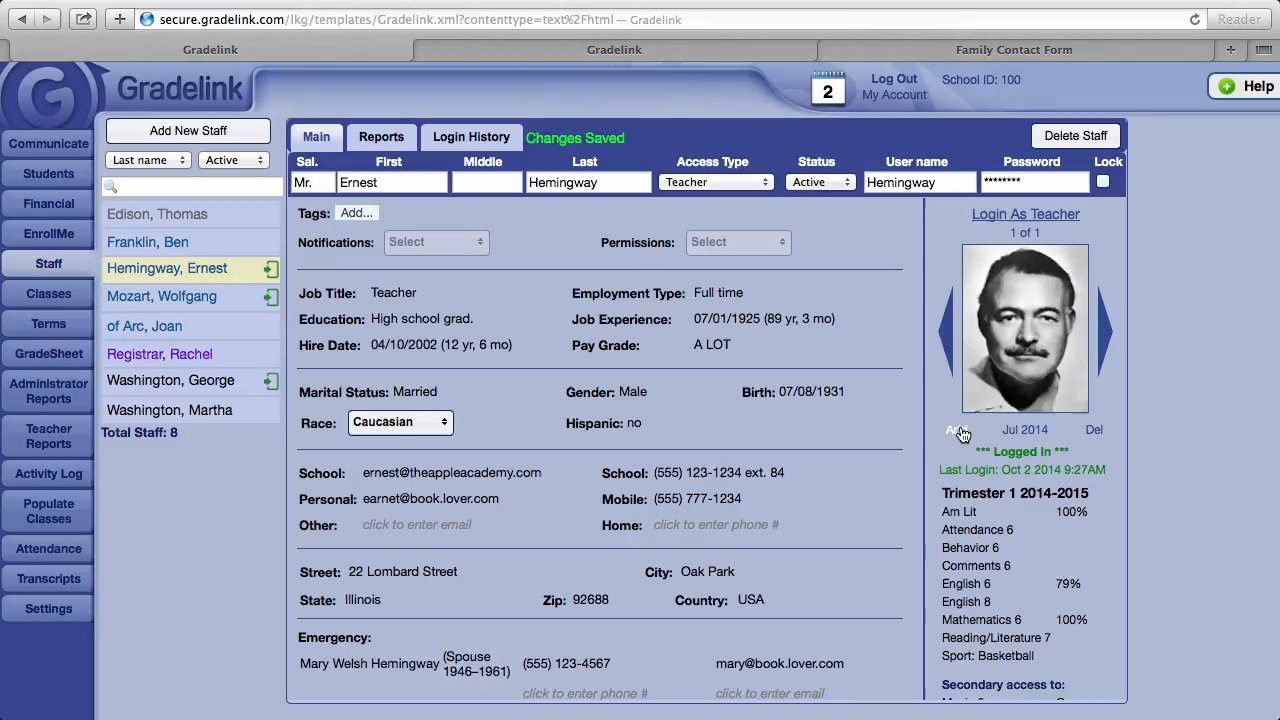 secure.gradelink.com/lkg/templates/Gradelink.xml?contenttype=text%2Fhtml — Gradelink
Reader
Gradelink
Gradelink
Family Contact Form
G
Gradelink
2
Log Out
My Account
School ID: 100
Help
Communicate
Students
Financial
EnrollMe
Staff
Classes
Terms
GradeSheet
Administrator
Reports
Teacher
Reports
Activity Log
Populate
Classes
Attendance
Transcripts
Settings
Add New Staff
Last name
Active
Edison, Thomas
Franklin, Ben
Hemingway, Ernest
Mozart, Wolfgang
of Arc, Joan
Registrar, Rachel
Washington, George
Washington, Martha
Total Staff: 8
Main
Reports
Login History
Changes Saved
Delete Staff
Sal. First Middle Last Access Type Status User name Password Lock
Mr. Ernest Hemingway Teacher Active Hemingway ********
Tags: Add...
Notifications: Select Permissions: Select
Job Title: Teacher Employment Type: Full time
Education: High school grad. Job Experience: 07/01/1925 (89 yr, 3 mo)
Hire Date: 04/10/2002 (12 yr, 6 mo) Pay Grade: A LOT
Marital Status: Married Gender: Male Birth: 07/08/1931
Race: Caucasian Hispanic: no
School: ernest@theappleacademy.com School: (555) 123-1234 ext. 84
Personal: earnet@book.lover.com Mobile: (555) 777-1234
Other: click to enter email Home: click to enter phone #
Street: 22 Lombard Street City: Oak Park
State: Illinois Zip: 92688 Country: USA
Emergency:
Mary Welsh Hemingway (Spouse 1946–1961) (555) 123-4567 mary@book.lover.com
click to enter phone # click to enter email
Login As Teacher
1 of 1
Jul 2014 Del
*** Logged In ***
Last Login: Oct 2 2014 9:27AM
Trimester 1 2014-2015
Am Lit 100%
Attendance 6
Behavior 6
Comments 6
English 6 79%
English 8
Mathematics 6 100%
Reading/Literature 7
Sport: Basketball
Secondary access to: